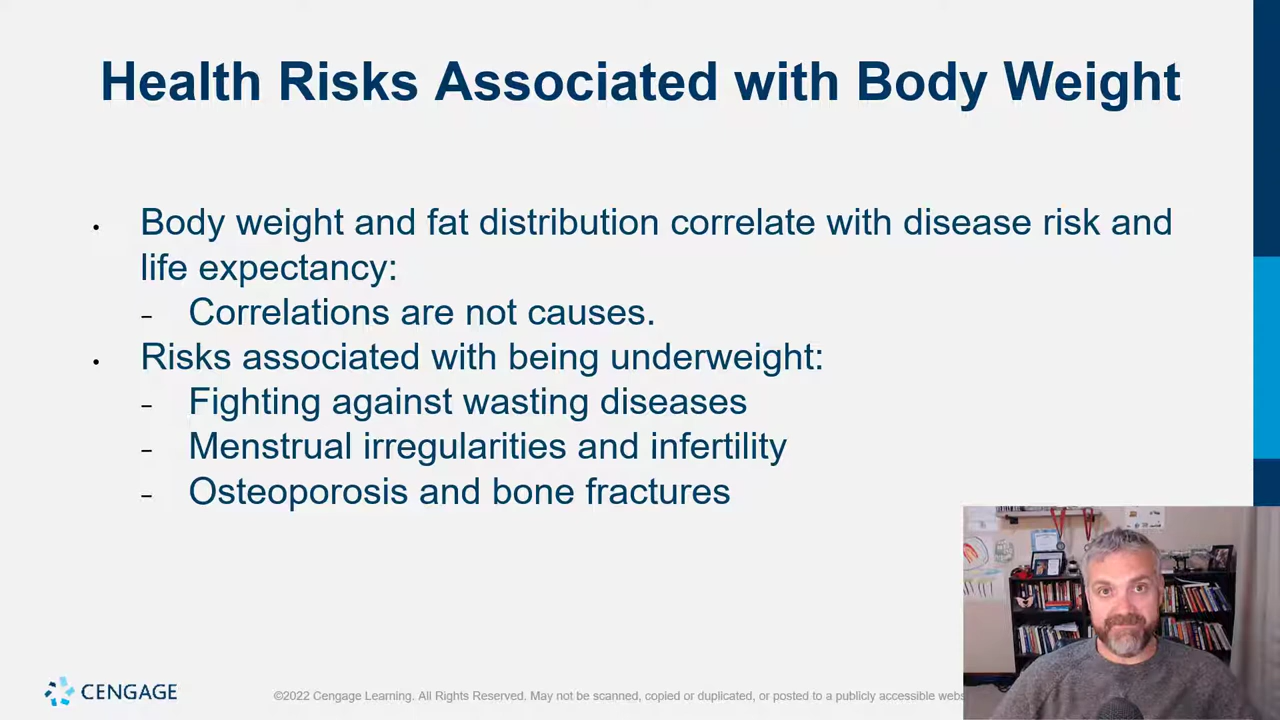 Health Risks Associated with Body Weight
• Body weight and fat distribution correlate with disease risk and
life expectancy:
– Correlations are not causes.
• Risks associated with being underweight:
– Fighting against wasting diseases
– Menstrual irregularities and infertility
– Osteoporosis and bone fractures
CENGAGE
©2022 Cengage Learning. All Rights Reserved. May not be scanned, copied or duplicated, or posted to a publicly accessible